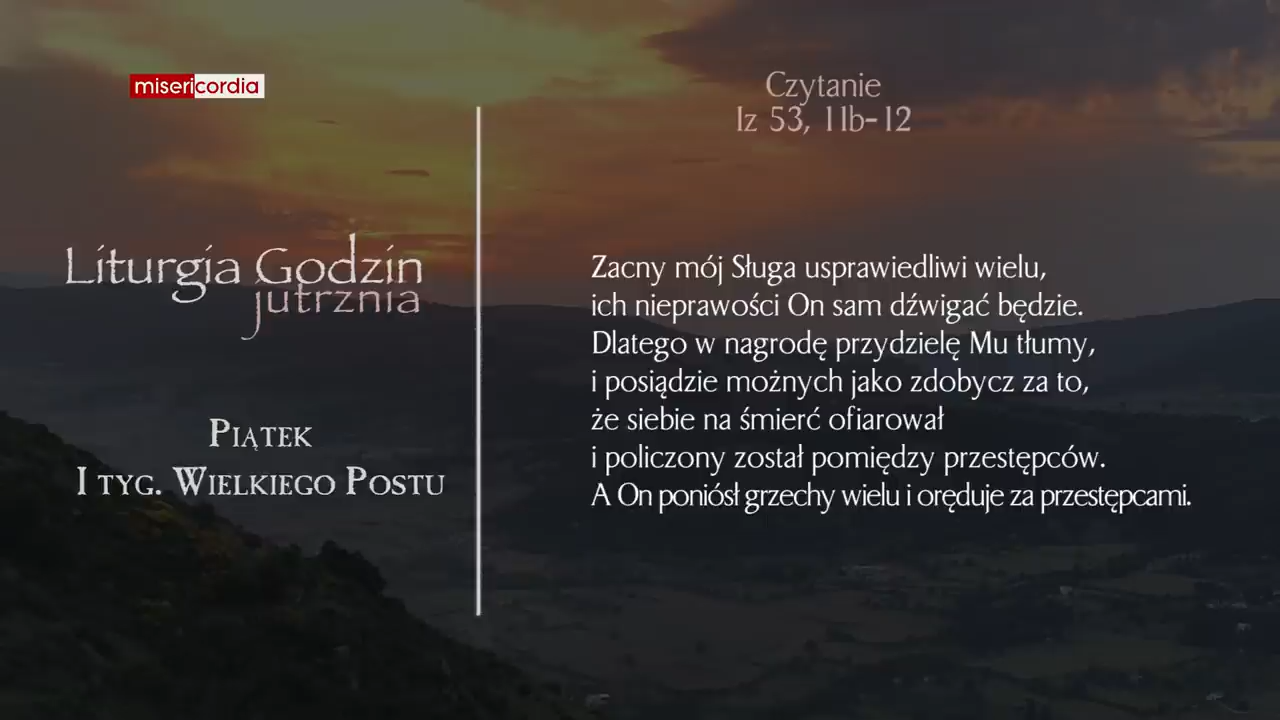 misericordia
Liturgia Godzin
jutrznia
Piątek
I tyg. Wielkiego Postu
Czytanie
Iz 53, 11b-12
Zacny mój Sługa usprawiedliwi wielu,
ich nieprawości On sam dźwigać będzie.
Dlatego w nagrodę przydzielę Mu tłumy,
i posiądzie możnych jako zdobycz za to,
że siebie na śmierć ofiarował
i policzony został pomiędzy przestępców.
A On poniósł grzechy wielu i oręduje za przestępcami.